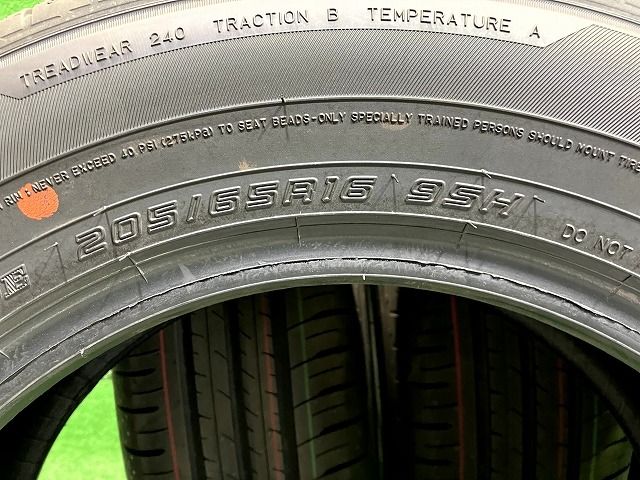 TREADWEAR 240 TRACTION B TEMPERATURE A
RIN : NEVER EXCEED 40 PSI (275kPa) TO SEAT BEADS-ONLY SPECIALLY TRAINED PERSONS SHOULD MOUNT TIRE
E 205/65R16 95H DO NOT